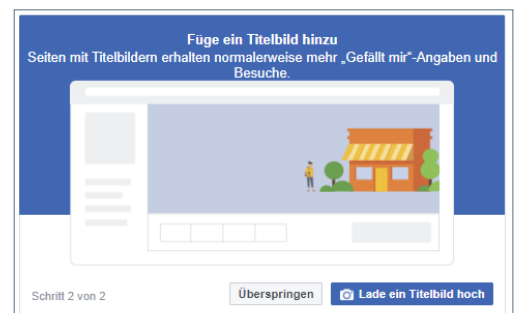 Füge ein Titelbild hinzu
Seiten mit Titelbildern erhalten normalerweise mehr „Gefällt mir“-Angaben und
Besuche.
Schritt 2 von 2
Überspringen
Lade ein Titelbild hoch